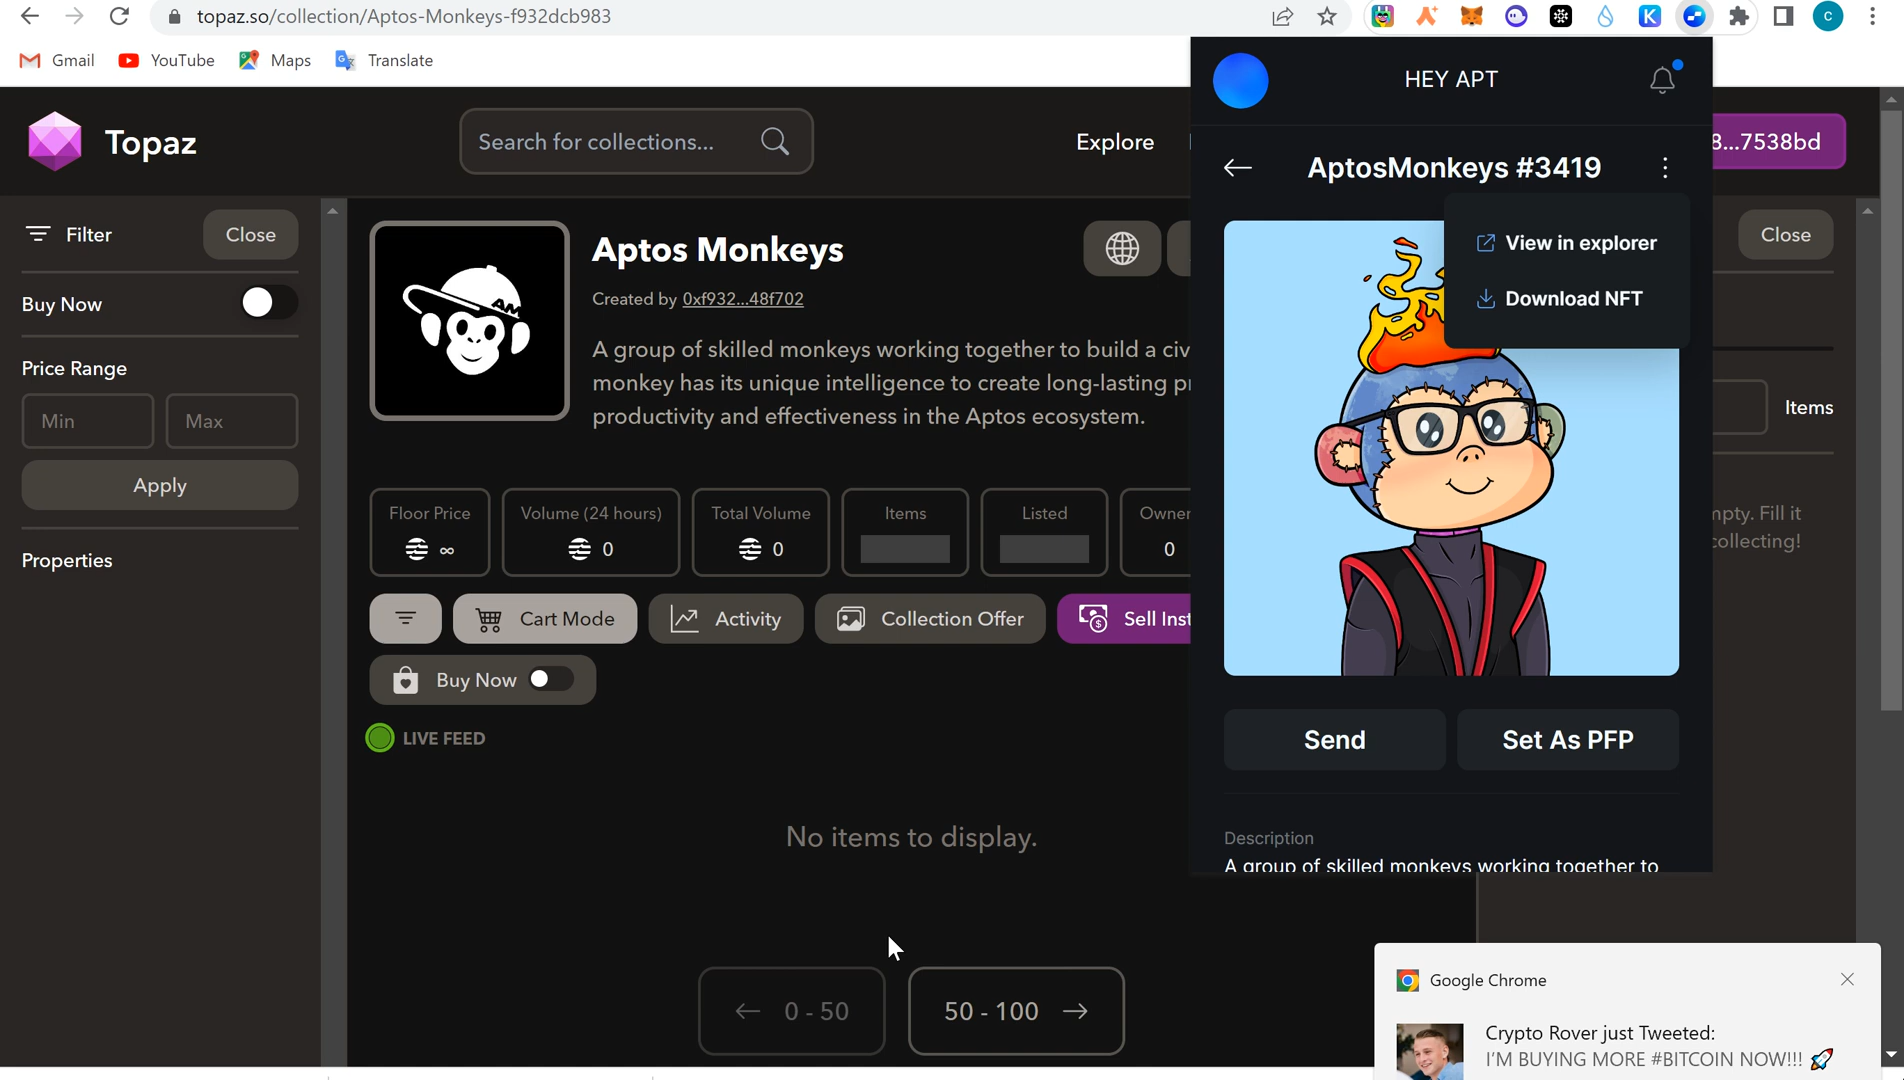 topaz.so/collection/Aptos-Monkeys-f932dcb983
C
Gmail
YouTube
Maps
Translate
HEY APT
Topaz
Search for collections...
Explore
8...7538bd
AptosMonkeys #3419
Filter
Close
View in explorer
Download NFT
Close
Aptos Monkeys
AM
Created by 0xf932...48f702
Buy Now
A group of skilled monkeys working together to build a civ
monkey has its unique intelligence to create long-lasting pr
productivity and effectiveness in the Aptos ecosystem.
Price Range
Min
Max
Items
Apply
Floor Price
∞
Volume (24 hours)
0
Total Volume
0
Items
Listed
Owner
0
mpty. Fill it
collecting!
Properties
Cart Mode
Activity
Collection Offer
Sell Inst
Buy Now
LIVE FEED
Send
Set As PFP
No items to display.
Description
A group of skilled monkeys working together to
0 - 50
50 - 100
Google Chrome
Crypto Rover just Tweeted:
I'M BUYING MORE #BITCOIN NOW!!! 🚀